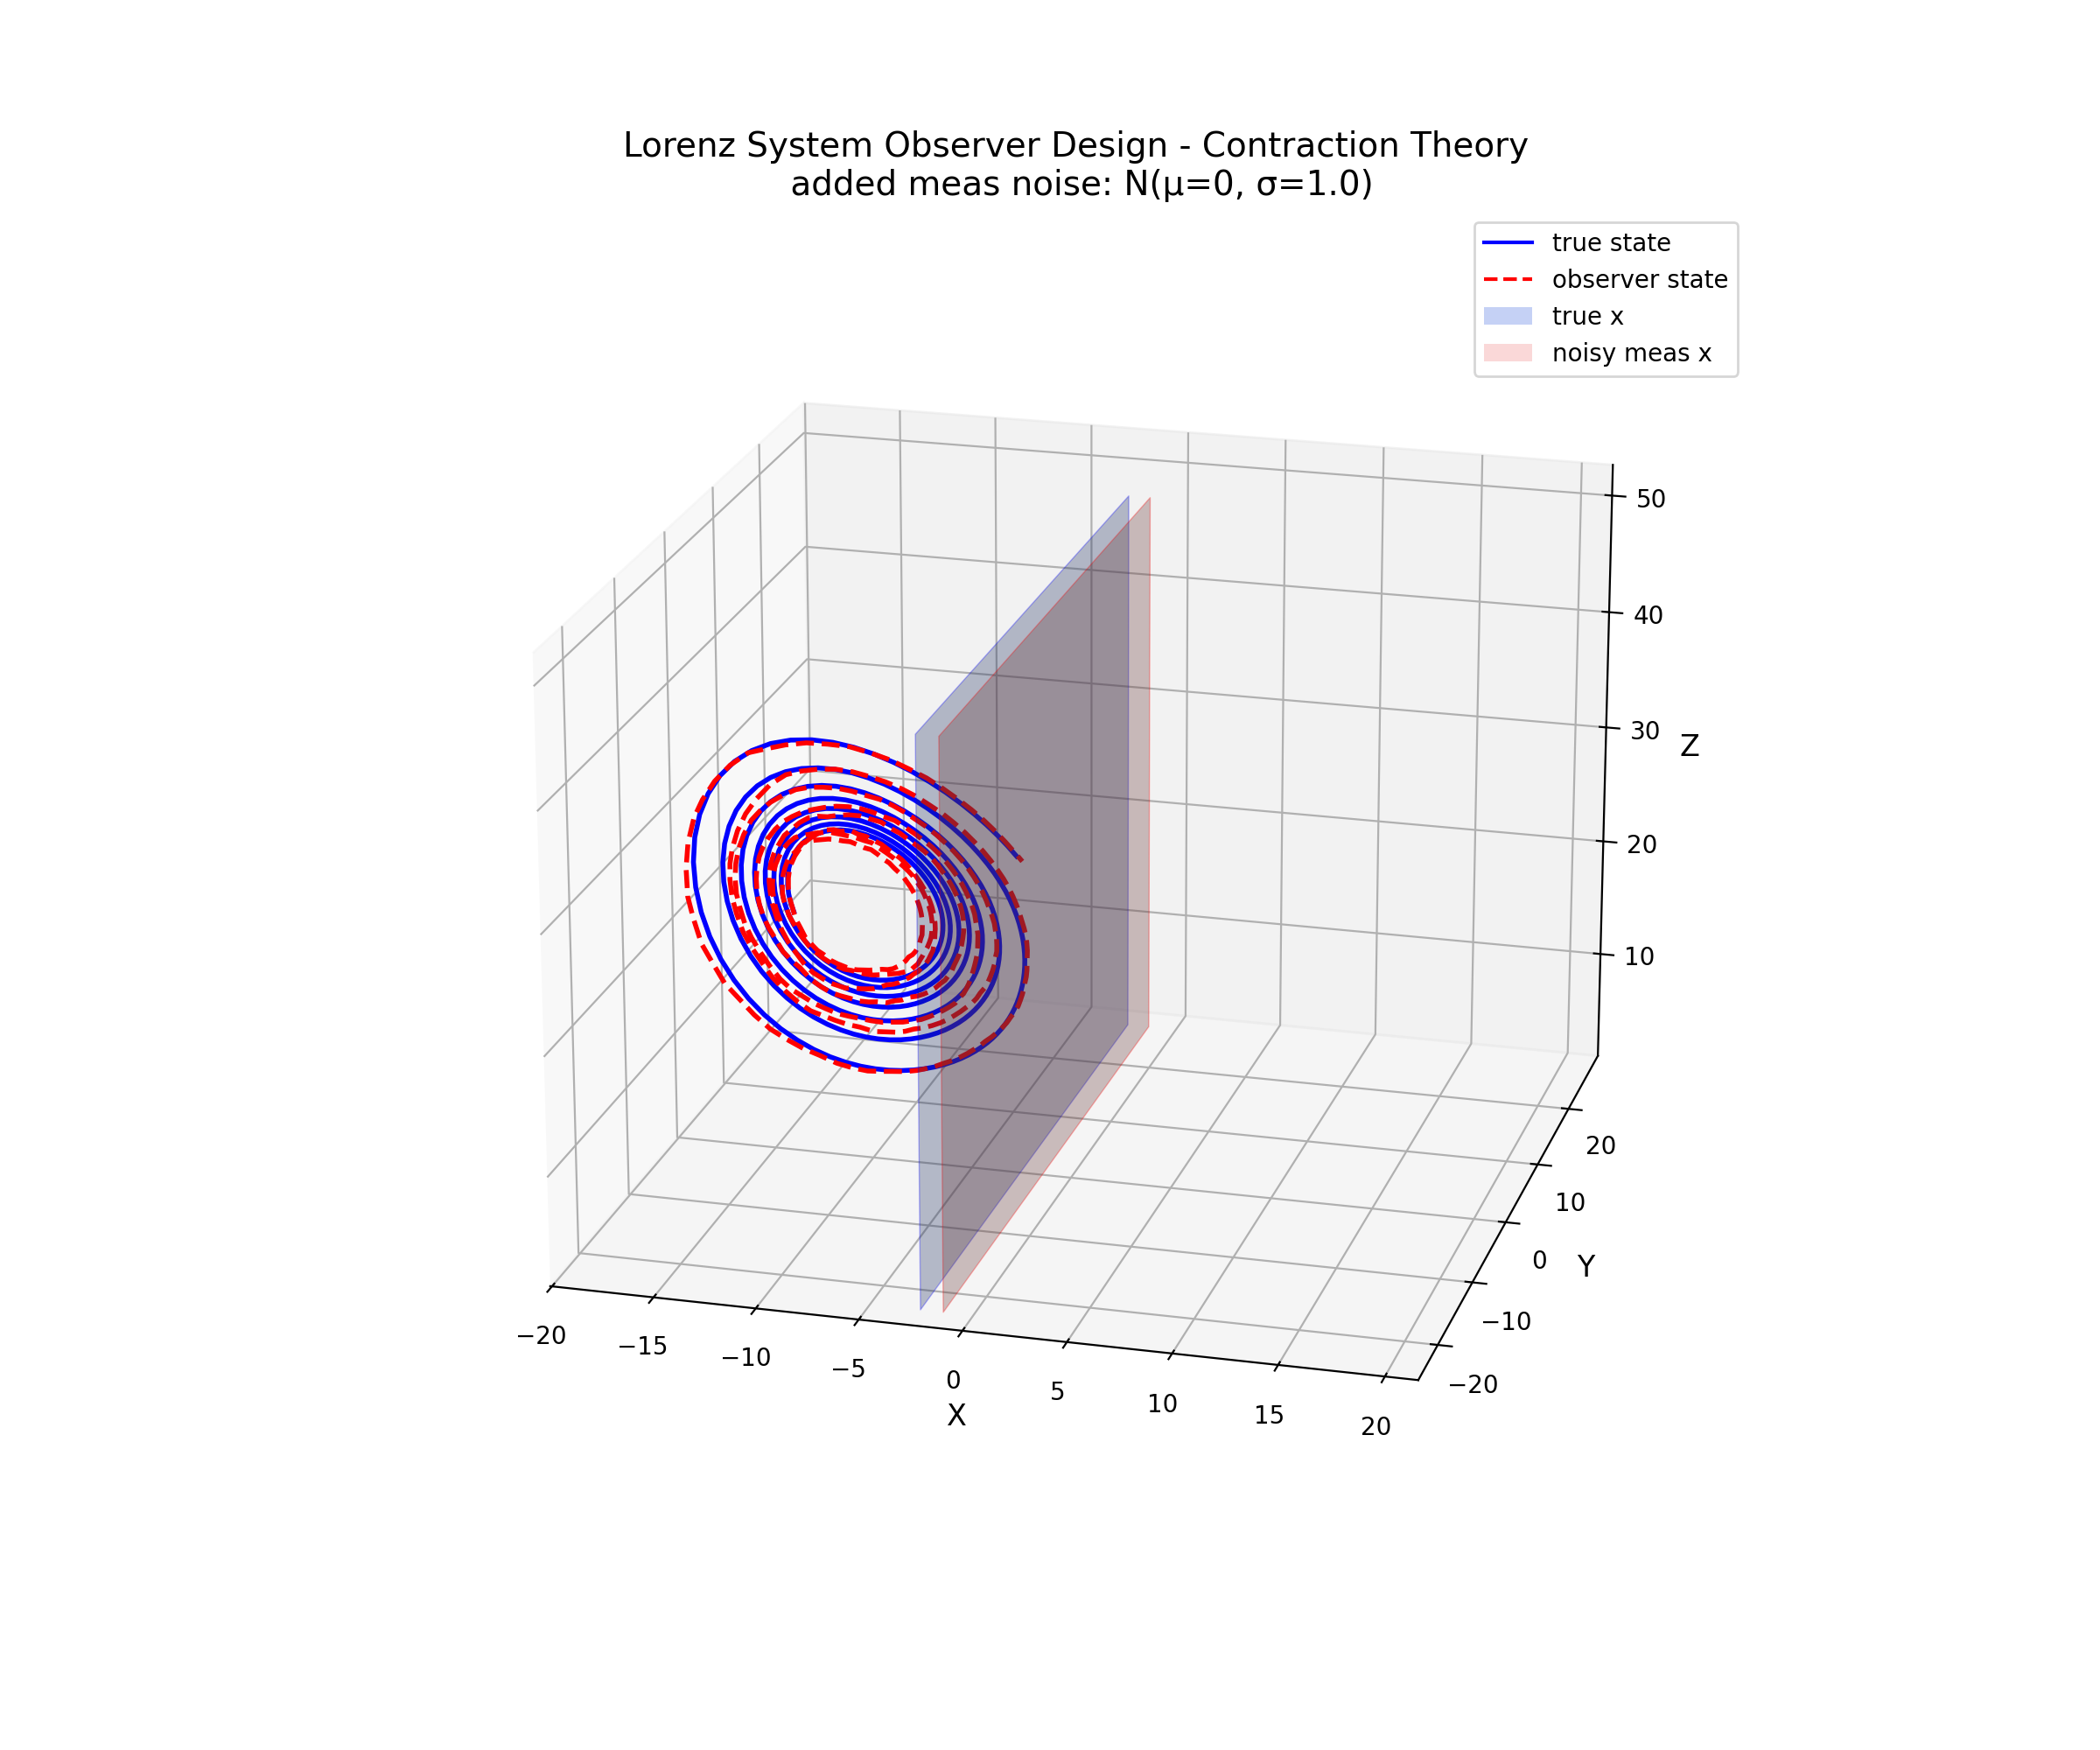 Lorenz System Observer Design - Contraction Theory
added meas noise: N(μ=0, σ=1.0)
true state
observer state
true x
noisy meas x
50
40
30
20
10
Z
20
10
0
−10
−20
Y
−20
−15
−10
−5
0
5
10
15
20
X